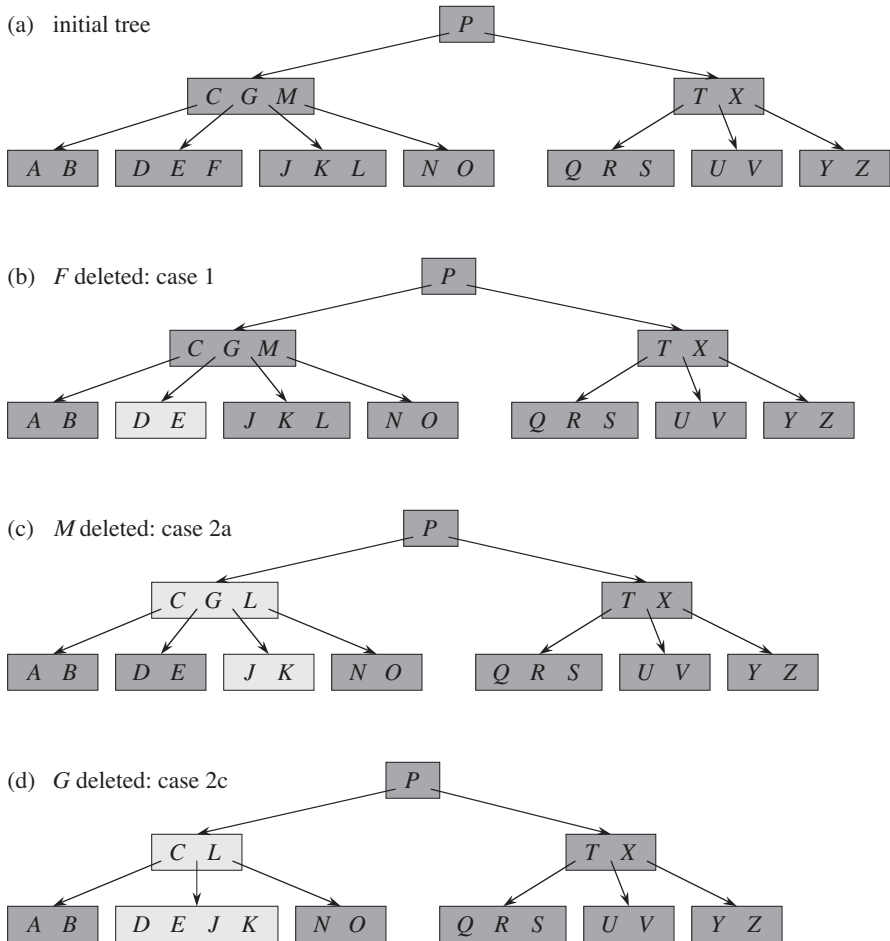 (a) initial tree
P
C G M
T X
A B
D E F
J K L
N O
Q R S
U V
Y Z
(b) F deleted: case 1
P
C G M
T X
A B
D E
J K L
N O
Q R S
U V
Y Z
(c) M deleted: case 2a
P
C G L
T X
A B
D E
J K
N O
Q R S
U V
Y Z
(d) G deleted: case 2c
P
C L
T X
A B
D E J K
N O
Q R S
U V
Y Z